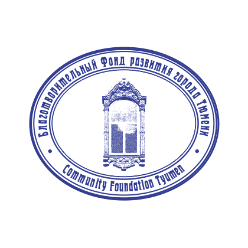 Благотворительный Фонд развития города Тюмени
Community Foundation Tyumen